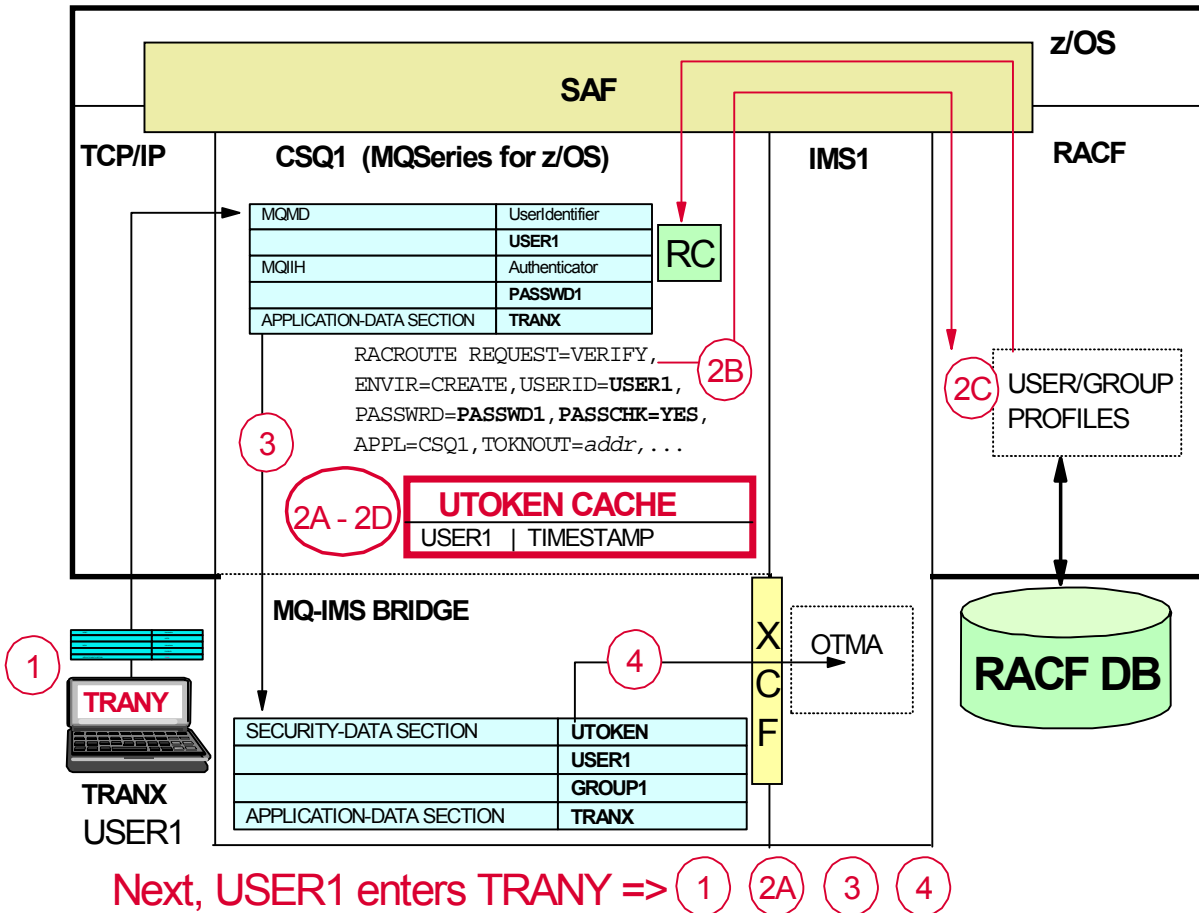 z/OS
SAF
TCP/IP
CSQ1 (MQSeries for z/OS)
IMS1
RACF
MQMD UserIdentifier
USER1
MQIIH Authenticator
PASSWD1
APPLICATION-DATA SECTION TRANX
RC
RACROUTE REQUEST=VERIFY,
ENVIR=CREATE,USERID=USER1,
PASSWRD=PASSWD1,PASSCHK=YES,
APPL=CSQ1,TOKNOUT=addr,...
2B
2C
USER/GROUP
PROFILES
3
2A - 2D
UTOKEN CACHE
USER1 | TIMESTAMP
MQ-IMS BRIDGE
1
TRANY
TRANX
USER1
4
XCF
OTMA
RACF DB
SECURITY-DATA SECTION UTOKEN
USER1
GROUP1
APPLICATION-DATA SECTION TRANX
Next, USER1 enters TRANY => 1 2A 3 4